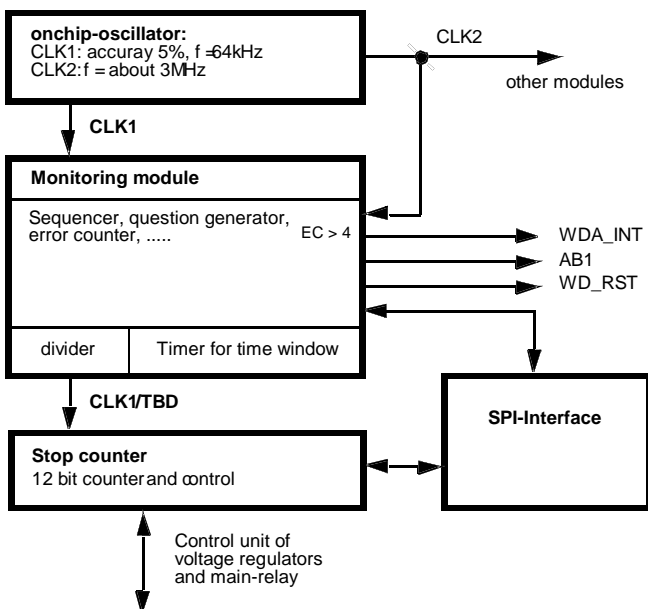 onchip-oscillator:
CLK1: accuray 5%, f =64kHz
CLK2: f = about 3MHz
CLK2
other modules
CLK1
Monitoring module
Sequencer, question generator,
error counter, .....
EC > 4
WDA_INT
AB1
WD_RST
divider
Timer for time window
CLK1/TBD
SPI-Interface
Stop counter
12 bit counter and control
Control unit of
voltage regulators
and main-relay